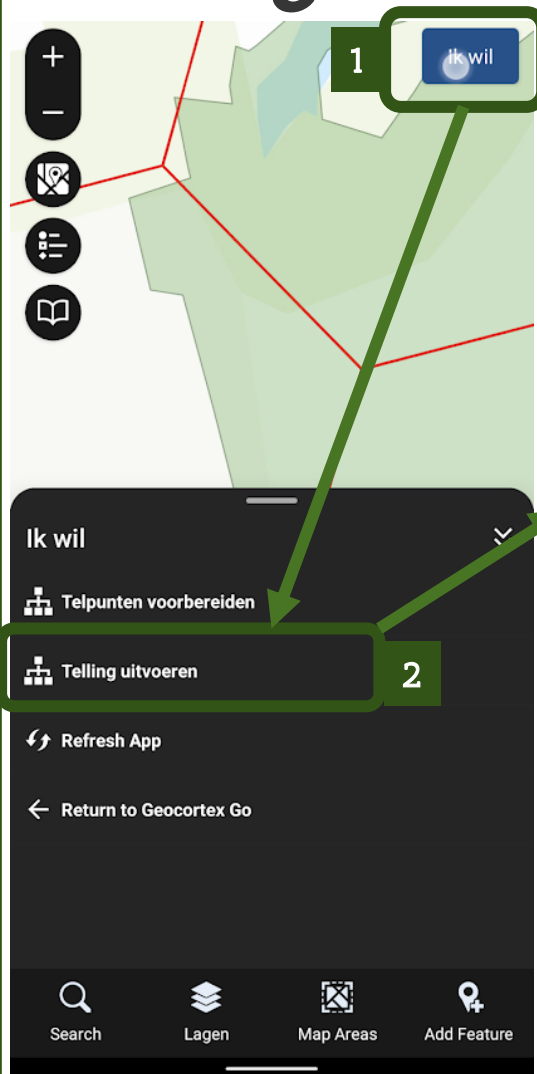 1
Ik wil
Ik wil
Telpunten voorbereiden
Telling uitvoeren
2
Refresh App
Return to Geocortex Go
Search
Lagen
Map Areas
Add Feature